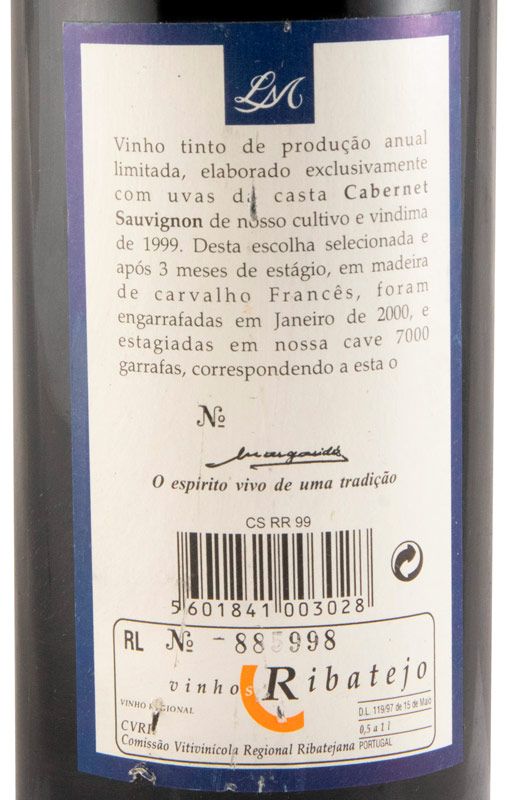 LM
Vinho tinto de produção anual
limitada, elaborado exclusivamente
com uvas da casta Cabernet
Sauvignon de nosso cultivo e vindima
de 1999. Desta escolha selecionada e
após 3 meses de estágio, em madeira
de carvalho Francês, foram
engarrafadas em Janeiro de 2000, e
estagiadas em nossa cave 7000
garrafas, correspondendo a esta o
Nº
Margarida
O espírito vivo de uma tradição
CS RR 99
5 601841 003028
RL Nº -885998
vinhos Ribatejo
VINHO REGIONAL
D.L. 119/97 de 15 de Maio
CVRR
0,5 a 1 l
Comissão Vitivinícola Regional Ribatejana PORTUGAL